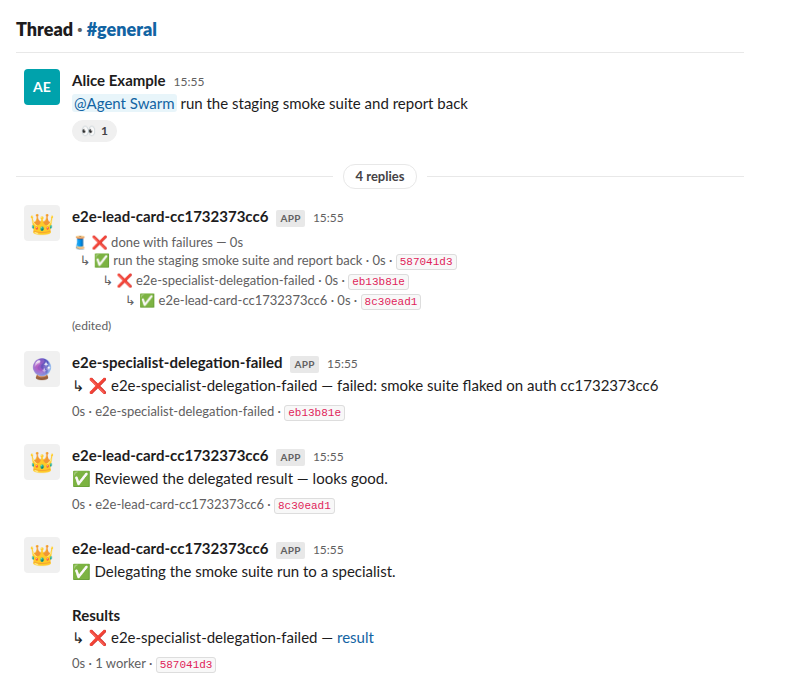 Thread • #general
AE
Alice Example 15:55
@Agent Swarm run the staging smoke suite and report back
👀 1
4 replies
e2e-lead-card-cc1732373cc6 APP 15:55
🧵 ❌ done with failures — 0s
↳ ✅ run the staging smoke suite and report back · 0s · 587041d3
↳ ❌ e2e-specialist-delegation-failed · 0s · eb13b81e
↳ ✅ e2e-lead-card-cc1732373cc6 · 0s · 8c30ead1
(edited)
e2e-specialist-delegation-failed APP 15:55
↳ ❌ e2e-specialist-delegation-failed — failed: smoke suite flaked on auth cc1732373cc6
0s · e2e-specialist-delegation-failed · eb13b81e
e2e-lead-card-cc1732373cc6 APP 15:55
✅ Reviewed the delegated result — looks good.
0s · e2e-lead-card-cc1732373cc6 · 8c30ead1
e2e-lead-card-cc1732373cc6 APP 15:55
✅ Delegating the smoke suite run to a specialist.
Results
↳ ❌ e2e-specialist-delegation-failed — result
0s · 1 worker · 587041d3